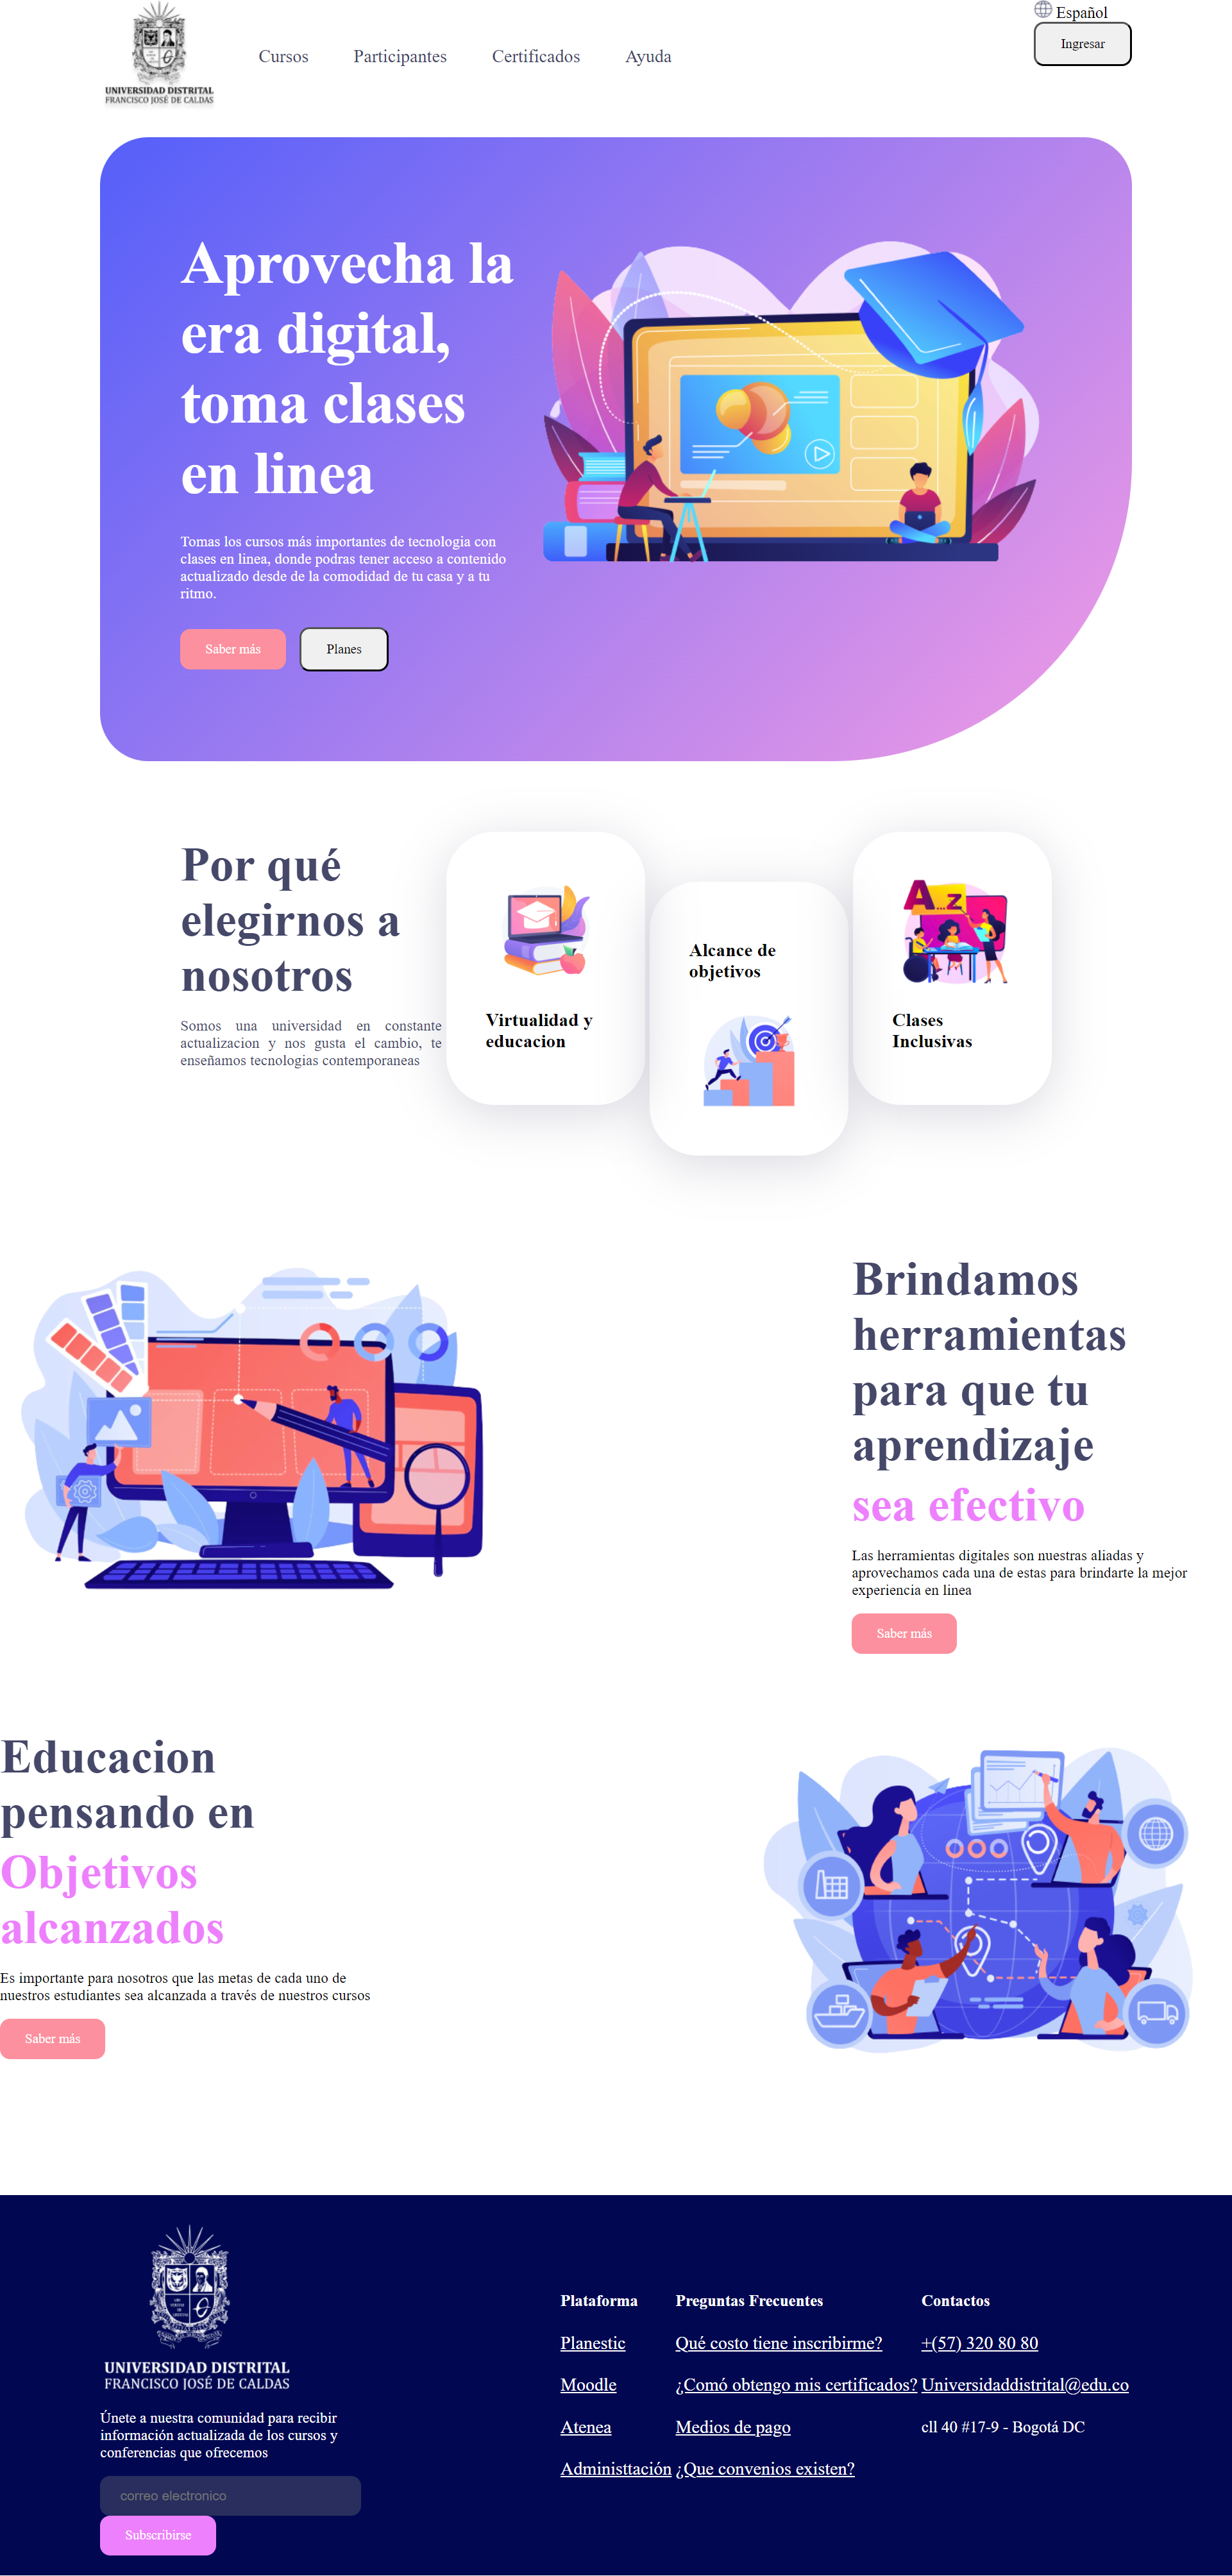 UNIVERSIDAD DISTRITAL
FRANCISCO JOSÉ DE CALDAS
Cursos
Participantes
Certificados
Ayuda
Español
Ingresar
Aprovecha la
era digital,
toma clases
en linea
Tomas los cursos más importantes de tecnologia con
clases en linea, donde podras tener acceso a contenido
actualizado desde de la comodidad de tu casa y a tu
ritmo.
Saber más
Planes
Por qué
elegirnos a
nosotros
Somos una universidad en constante
actualizacion y nos gusta el cambio, te
enseñamos tecnologias contemporaneas
Virtualidad y
educacion
Alcance de
objetivos
A...z
Clases
Inclusivas
Brindamos
herramientas
para que tu
aprendizaje
sea efectivo
Las herramientas digitales son nuestras aliadas y
aprovechamos cada una de estas para brindarte la mejor
experiencia en linea
Saber más
Educacion
pensando en
Objetivos
alcanzados
Es importante para nosotros que las metas de cada uno de
nuestros estudiantes sea alcanzada a través de nuestros cursos
Saber más
UNIVERSIDAD DISTRITAL
FRANCISCO JOSÉ DE CALDAS
Únete a nuestra comunidad para recibir
información actualizada de los cursos y
conferencias que ofrecemos
correo electronico
Subscribirse
Plataforma
Planestic
Moodle
Atenea
Administtación
Preguntas Frecuentes
Qué costo tiene inscribirme?
¿Comó obtengo mis certificados?
Medios de pago
¿Que convenios existen?
Contactos
+(57) 320 80 80
Universidaddistrital@edu.co
cll 40 #17-9 - Bogotá DC